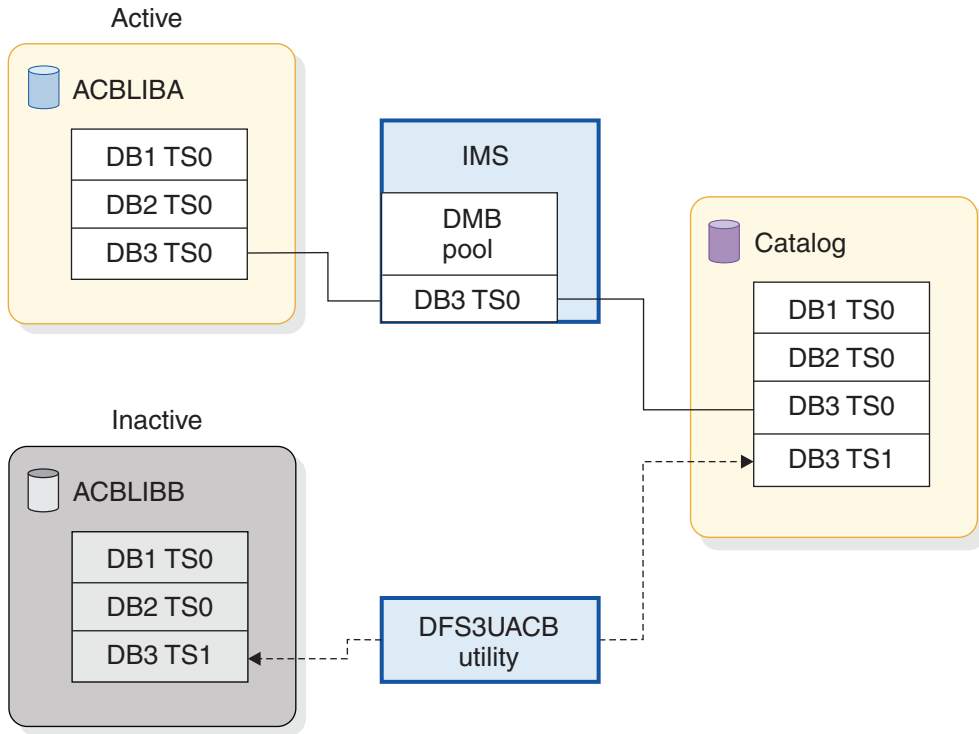 Active
ACBLIBA
DB1 TS0
DB2 TS0
DB3 TS0
IMS
DMB
pool
DB3 TS0
Catalog
DB1 TS0
DB2 TS0
DB3 TS0
DB3 TS1
Inactive
ACBLIBB
DB1 TS0
DB2 TS0
DB3 TS1
DFS3UACB
utility